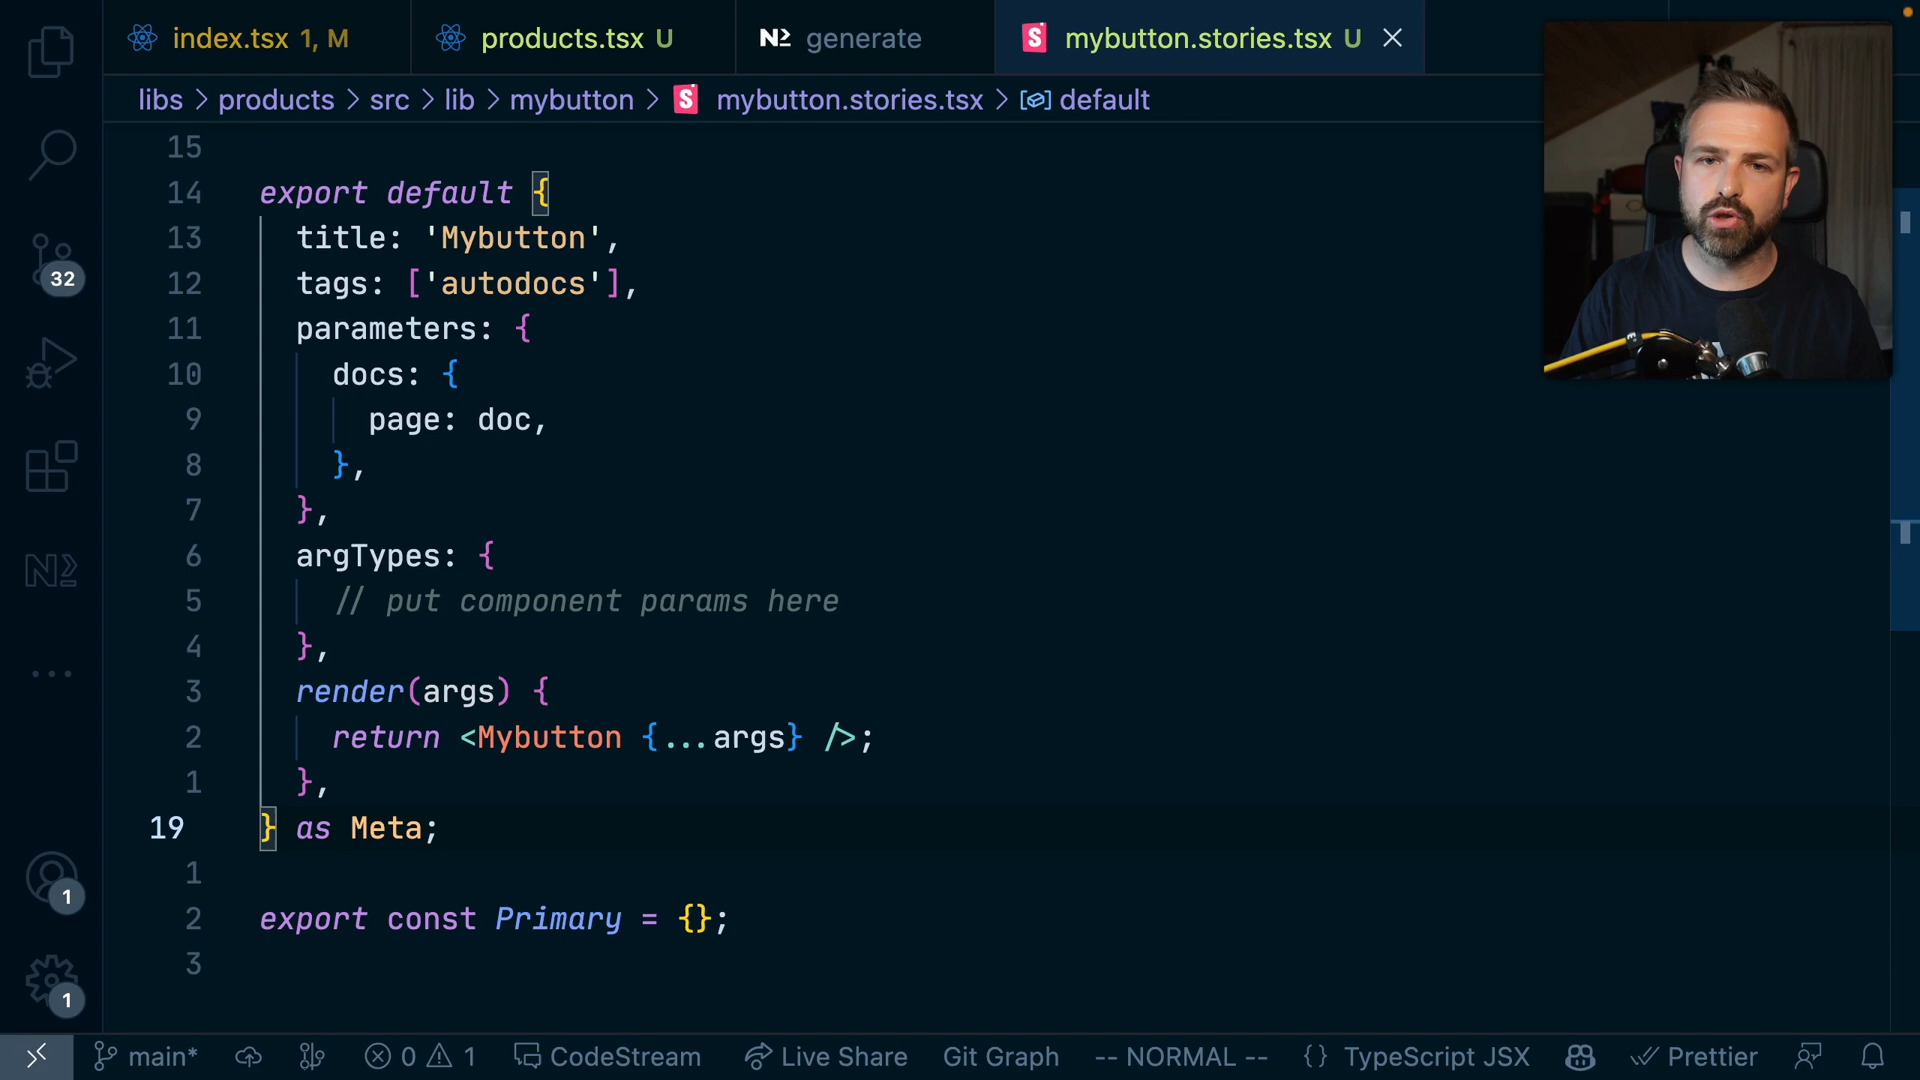 index.tsx 1, M
products.tsx U
generate
mybutton.stories.tsx U
libs > products > src > lib > mybutton > mybutton.stories.tsx > default
15
14 export default {
13 title: 'Mybutton',
12 tags: ['autodocs'],
11 parameters: {
10 docs: {
9 page: doc,
8 },
7 },
6 argTypes: {
5 // put component params here
4 },
3 render(args) {
2 return <Mybutton {...args} />;
1 },
19 } as Meta;
1
2 export const Primary = {};
3
32
1
1
main* 0 1 CodeStream Live Share Git Graph -- NORMAL -- {} TypeScript JSX Prettier